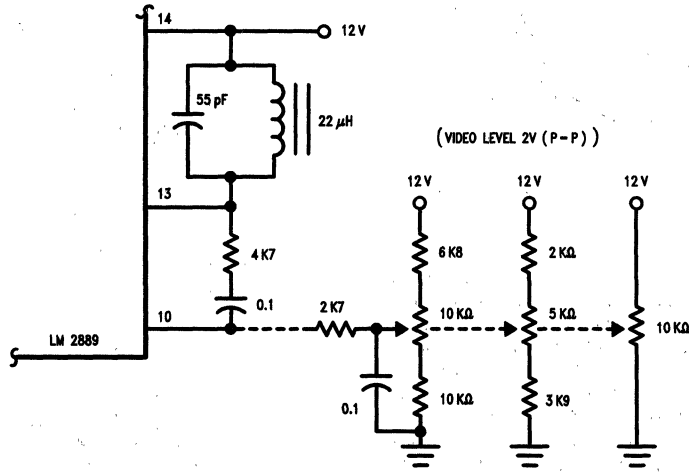 14
12 V
55 pF
22 µH
(VIDEO LEVEL 2V (P-P))
13
12 V
12 V
12 V
4 K7
6 K8
2 KΩ
0.1
2 K7
10
10 KΩ
5 KΩ
10 KΩ
LM 2889
0.1
10 KΩ
3 K9